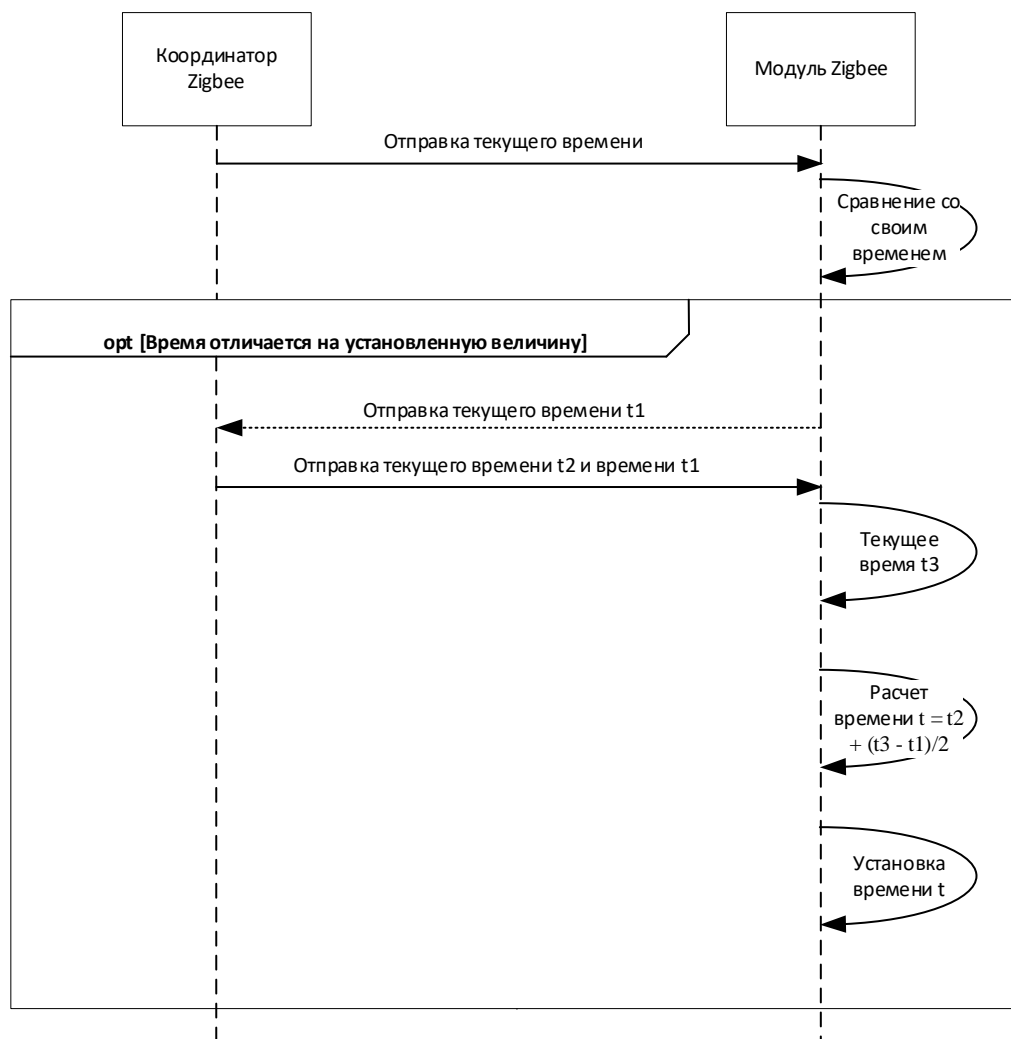 Координатор
Zigbee
Модуль Zigbee
Отправка текущего времени
Сравнение со
своим
временем
opt [Время отличается на установленную величину]
Отправка текущего времени t1
Отправка текущего времени t2 и времени t1
Текущее
время t3
Расчет
времени t = t2
+ (t3 - t1)/2
Установка
времени t